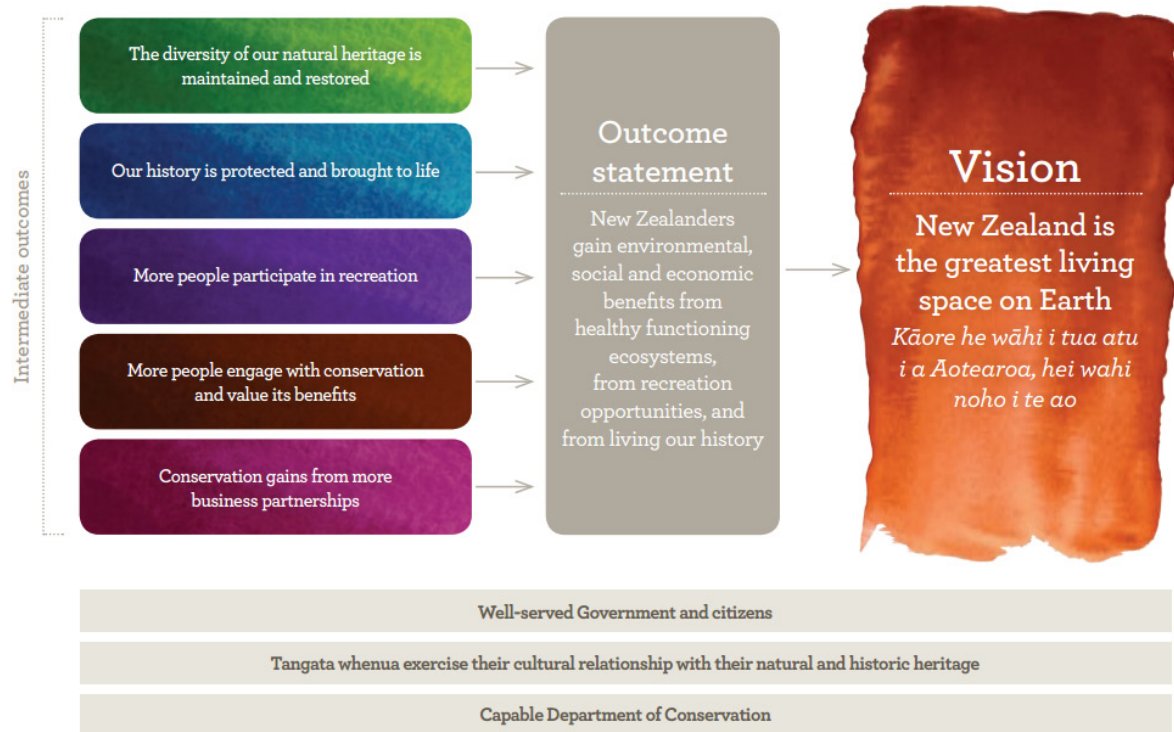 Intermediate outcomes
The diversity of our natural heritage is
maintained and restored
Our history is protected and brought to life
More people participate in recreation
More people engage with conservation
and value its benefits
Conservation gains from more
business partnerships
Outcome
statement
New Zealanders
gain environmental,
social and economic
benefits from
healthy functioning
ecosystems,
from recreation
opportunities, and
from living our history
Vision
New Zealand is
the greatest living
space on Earth
Kāore he wāhi i tua atu
i a Aotearoa, hei wahi
noho i te ao
Well-served Government and citizens
Tangata whenua exercise their cultural relationship with their natural and historic heritage
Capable Department of Conservation